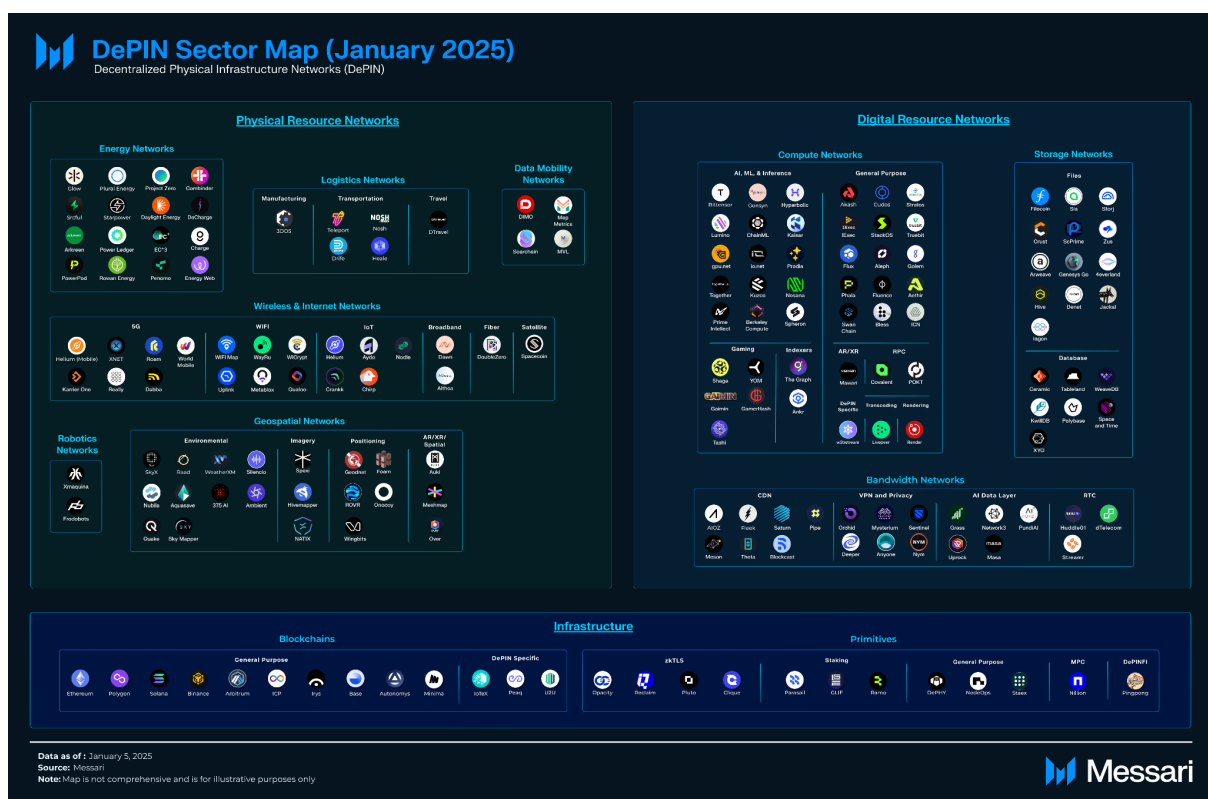 DePIN Sector Map (January 2025)
Decentralized Physical Infrastructure Networks (DePIN)
Physical Resource Networks
Energy Networks
Glow Plural Energy Project Zero Combinder
Srcful Starpower Daylight Energy DeCharge
Arkreen Power Ledger EC*3 Charge
PowerPod Rowan Energy Penomo Energy Web
Logistics Networks
Manufacturing
3DOS
Transportation
Teleport Nosh
Drife Heale
Travel
DTravel
Data Mobility
Networks
DIMO Map
Metrics
Soarchain MVL
Wireless & Internet Networks
5G
Helium (Mobile) XNET Roam World
Mobile
Karrier One Really Dabba
WiFi
WiFi Map WayRu WiCrypt
Uplink Metablox Qualoo
IoT
Helium Aydo Nodle
Crankk Chirp
Broadband
Dawn
Althea
Fiber
DoubleZero
Satellite
Spacecoin
Robotics
Networks
Xmaquina
Frodobots
Geospatial Networks
Environmental
SkyX Raad WeatherXM Silencio
Nubila Aquasave 375 AI Ambient
Quake Sky Mapper
Imagery
Spexi
Hivemapper
NATIX
Positioning
Geodnet Foam
ROVR Onocoy
Wingbits
AR/XR/
Spatial
Auki
Meshmap
Over
Digital Resource Networks
Compute Networks
AI, ML, & Inference
Bittensor Gensyn Hyperbolic
Lumino ChainML Kaisar
gpu.net io.net Prodia
Together Kuzco Nosana
Prime
Intellect Berkeley
Compute Spheron
General Purpose
Akash Cudos Stratos
iExec StackOS Truebit
Flux Aleph Golem
Phala Fluence Aethir
Swan
Chain Bless ICN
Gaming
Shaga YOM
Gaimin GamerHash
Tashi
Indexers
The Graph
Ankr
AR/XR
Mawari
RPC
Covalent POKT
DePIN
Specific
w3bstream
Transcoding
Livepeer
Rendering
Render
Storage Networks
Files
Filecoin Sia Storj
Crust ScPrime Zus
Arweave Genesys Go 4everland
Hive Denet Jackal
Iagon
Database
Ceramic Tableland WeaveDB
KwilDB Polybase Space
and Time
XYO
Bandwidth Networks
CDN
AIOZ Fleek Saturn Pipe
Meson Theta Blockcast
VPN and Privacy
Orchid Mysterium Sentinel
Deeper Anyone Nym
AI Data Layer
Grass Network3 PundiAI
Uprock Masa
RTC
Huddle01 dTelecom
Streamr
Infrastructure
Blockchains
General Purpose
Ethereum Polygon Solana Binance Arbitrum ICP Irys Base Autonomys Minima
DePIN Specific
IoTeX Peaq U2U
Primitives
zkTLS
Opacity Reclaim Pluto Clique
Staking
Parasail GLIF Ramo
General Purpose
DePHY NodeOps Staex
MPC
Nillion
DePINFi
Pingpong
Data as of : January 5, 2025
Source: Messari
Note: Map is not comprehensive and is for illustrative purposes only
Messari